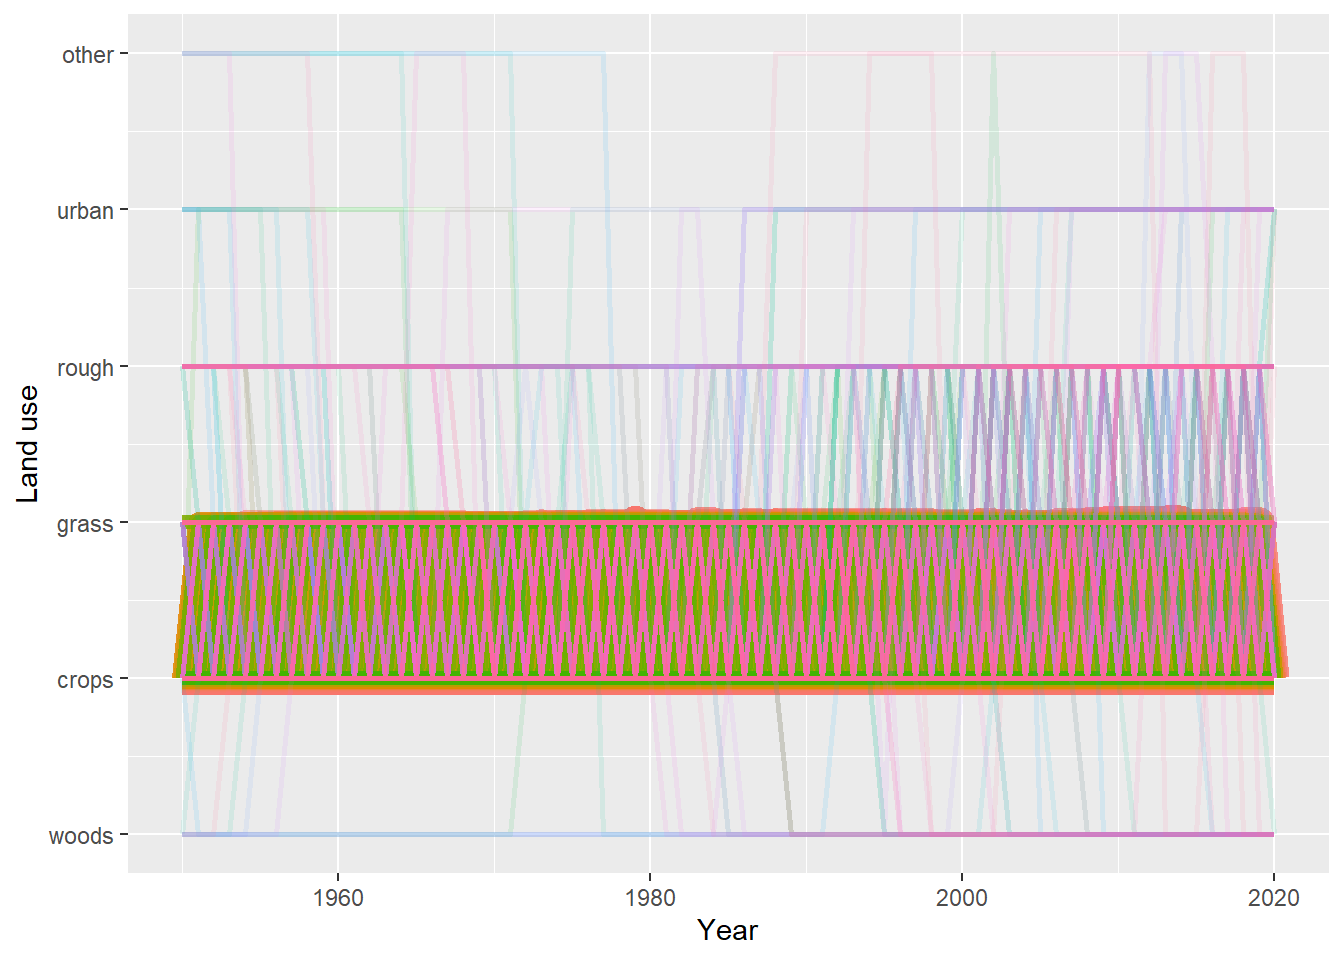 other
urban
rough
grass
crops
woods
Land use
1960 1980 2000 2020
Year